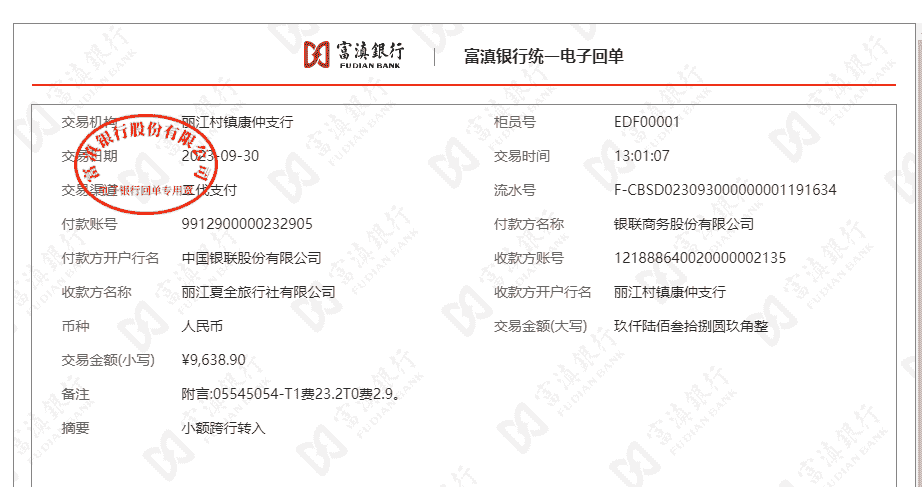 富滇銀行 FUDIAN BANK 富滇银行统一电子回单
交易机构 丽江村镇康仲支行 柜员号 EDF00001
交易日期 2023-09-30 交易时间 13:01:07
交易渠道 代支付 流水号 F-CBSD023093000000001191634
付款账号 9912900000232905 付款方名称 银联商务股份有限公司
付款方开户行名 中国银联股份有限公司 收款方账号 121888640020000002135
收款方名称 丽江夏全旅行社有限公司 收款方开户行名 丽江村镇康仲支行
币种 人民币 交易金额(大写) 玖仟陆佰叁拾捌圆玖角整
交易金额(小写) ¥9,638.90
备注 附言:05545054-T1费23.2T0费2.9。
摘要 小额跨行转入
富滇银行股份有限公司
银行回单专用